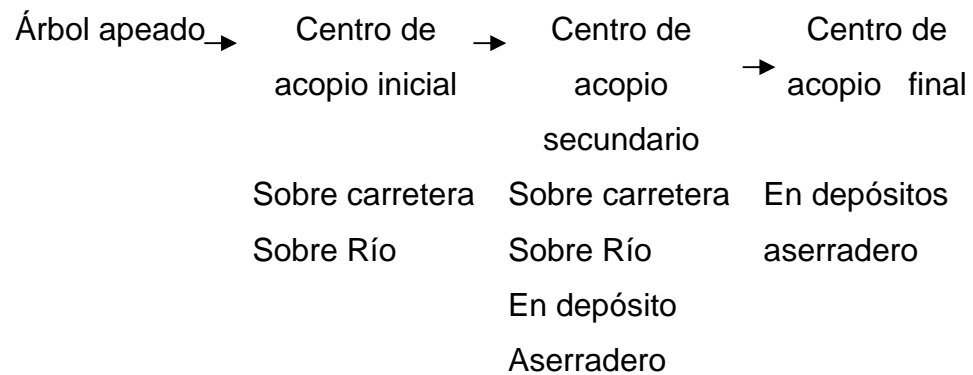 Árbol apeado → Centro de → Centro de Centro de
acopio inicial acopio → acopio final
secundario
Sobre carretera Sobre carretera En depósitos
Sobre Río Sobre Río aserradero
En depósito
Aserradero